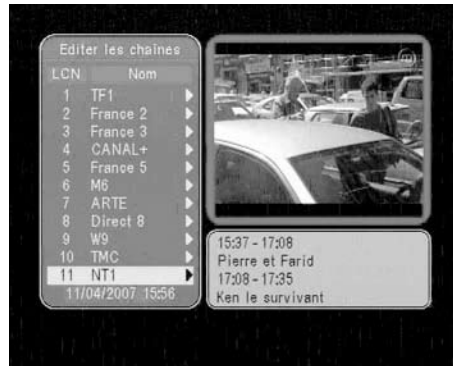 Editer les chaînes
LCN Nom
1 TF1
2 France 2
3 France 3
4 CANAL+
5 France 5
6 M6
7 ARTE
8 Direct 8
9 W9
10 TMC
11 NT1
11/04/2007 15:56
15:37 - 17:08
Pierre et Farid
17:08 - 17:35
Ken le survivant